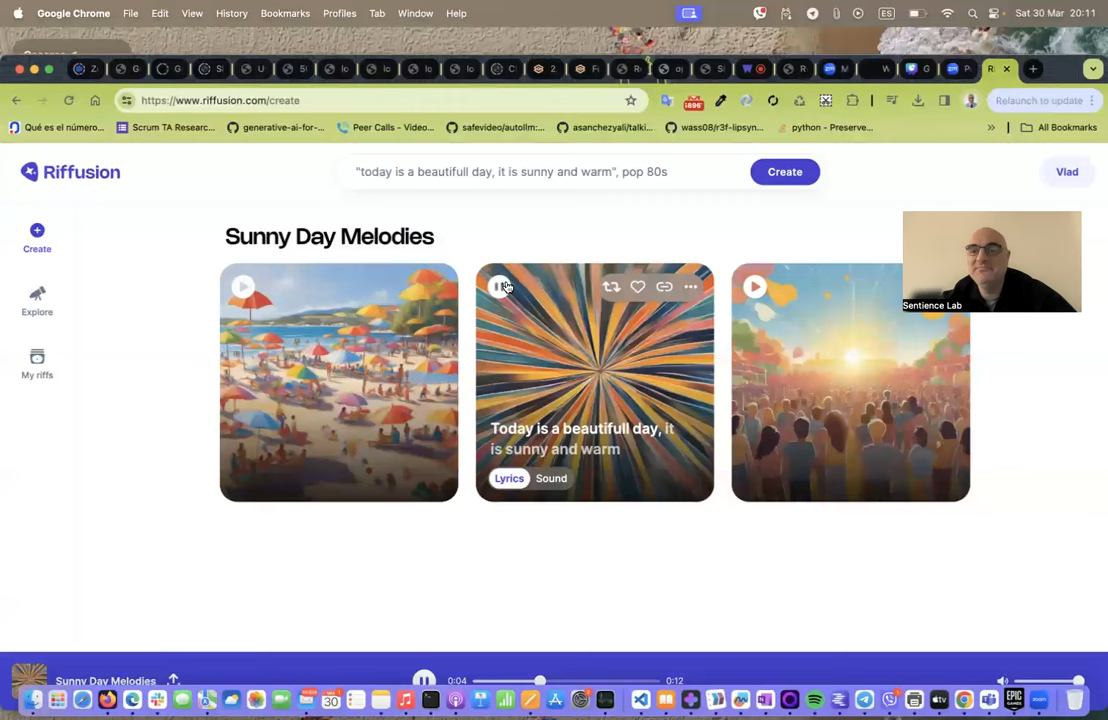 Google Chrome File Edit View History Bookmarks Profiles Tab Window Help ES Sat 30 Mar 20:11
https://www.riffusion.com/create Relaunch to update
Qué es el número... Scrum TA Researc... generative-ai-for-... Peer Calls - Video... safevideo/autollm:... asanchezyali/talki... wass08/r3f-lipsyn... python - Preserve... » All Bookmarks
Riffusion
"today is a beautifull day, it is sunny and warm", pop 80s
Create
Vlad
Create
Explore
My riffs
Sunny Day Melodies
Today is a beautifull day, it
is sunny and warm
Lyrics Sound
Sentience Lab
Sunny Day Melodies 0:04 0:12